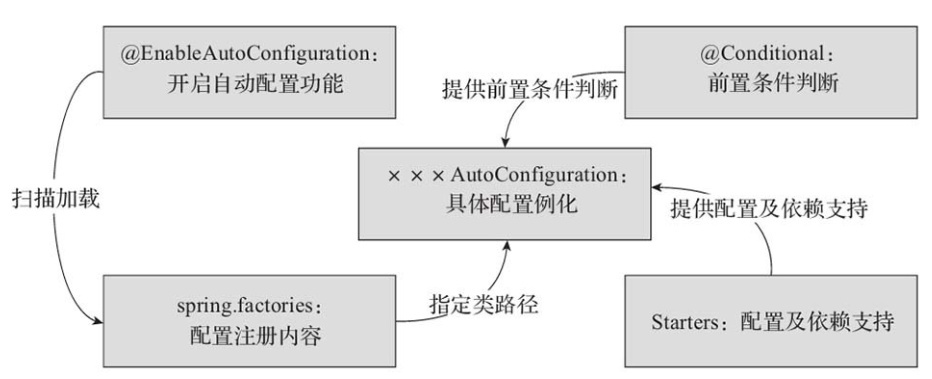 @EnableAutoConfiguration：
开启自动配置功能
@Conditional：
前置条件判断
提供前置条件判断
×××AutoConfiguration：
具体配置例化
扫描加载
提供配置及依赖支持
spring.factories：
配置注册内容
指定类路径
Starters：配置及依赖支持